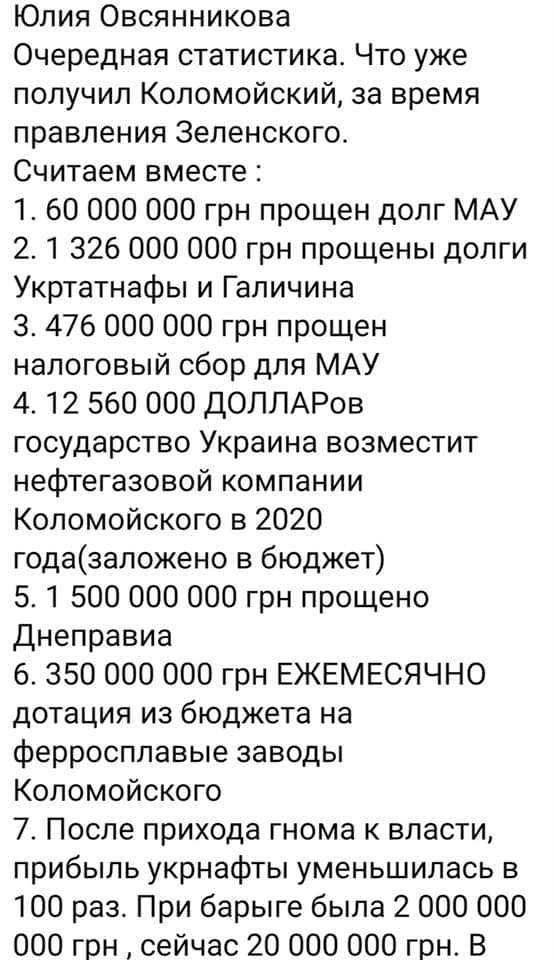 Юлия Овсянникова
Очередная статистика. Что уже
получил Коломойский, за время
правления Зеленского.
Считаем вместе :
1. 60 000 000 грн прощен долг МАУ
2. 1 326 000 000 грн прощены долги
Укртатнафы и Галичина
3. 476 000 000 грн прощен
налоговый сбор для МАУ
4. 12 560 000 ДОЛЛАРов
государство Украина возместит
нефтегазовой компании
Коломойского в 2020
года(заложено в бюджет)
5. 1 500 000 000 грн прощено
Днеправиа
6. 350 000 000 грн ЕЖЕМЕСЯЧНО
дотация из бюджета на
ферросплавые заводы
Коломойского
7. После прихода гнома к власти,
прибыль укрнафты уменьшилась в
100 раз. При барыге была 2 000 000
000 грн , сейчас 20 000 000 грн. В